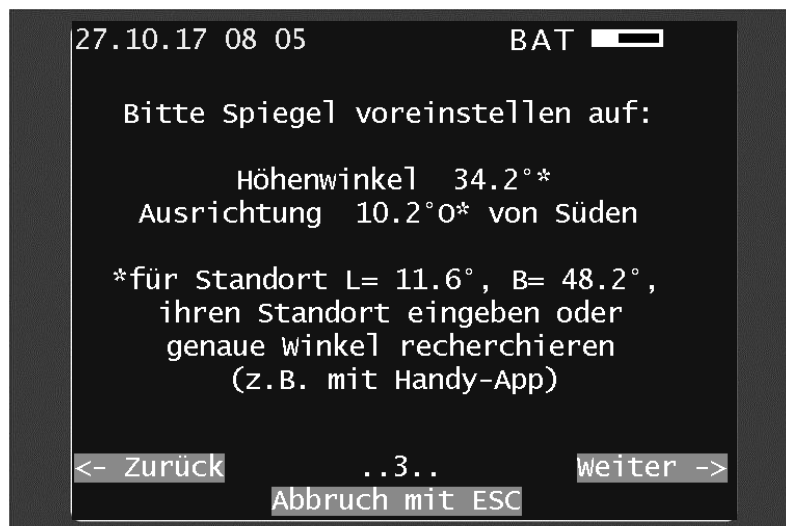 27.10.17 08 05 BAT
Bitte Spiegel voreinstellen auf:
Höhenwinkel 34.2°*
Ausrichtung 10.2°O* von Süden
*für Standort L= 11.6°, B= 48.2°,
ihren Standort eingeben oder
genaue Winkel recherchieren
(z.B. mit Handy-App)
<- Zurück ..3.. Weiter ->
Abbruch mit ESC